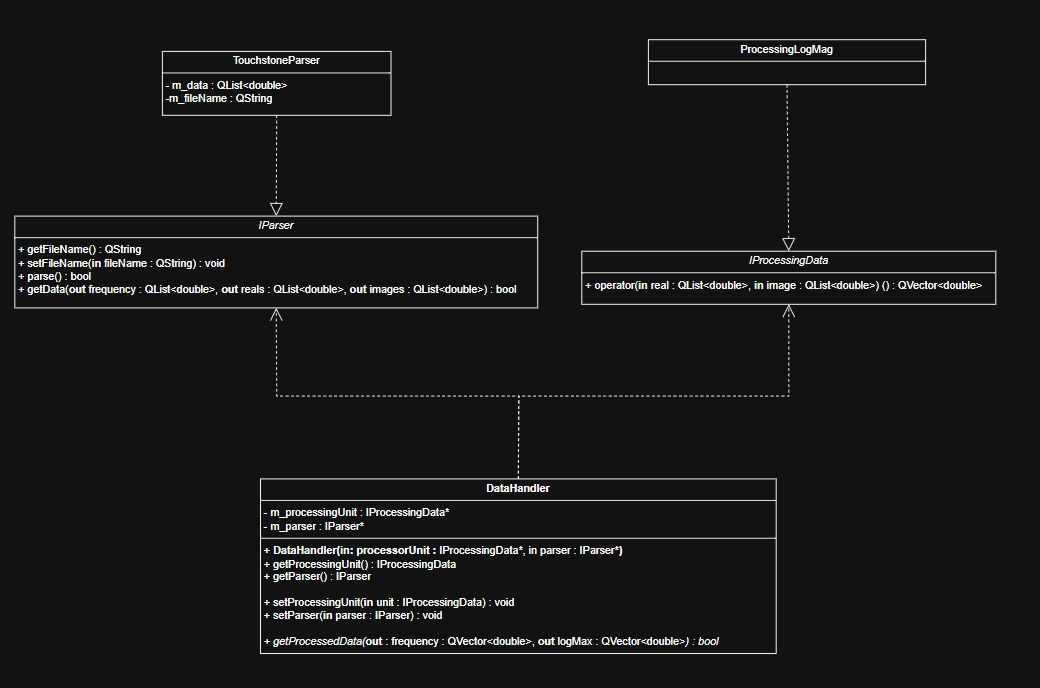 TouchstoneParser
- m_data : QList<double>
-m_fileName : QString
ProcessingLogMag
IParser
+ getFileName() : QString
+ setFileName(in fileName : QString) : void
+ parse() : bool
+ getData(out frequency : QList<double>, out reals : QList<double>, out images : QList<double>) : bool
IProcessingData
+ operator(in real : QList<double>, in image : QList<double>) () : QVector<double>
DataHandler
- m_processingUnit : IProcessingData*
- m_parser : IParser*
+ DataHandler(in: processorUnit : IProcessingData*, in parser : IParser*)
+ getProcessingUnit() : IProcessingData
+ getParser() : IParser
+ setProcessingUnit(in unit : IProcessingData) : void
+ setParser(in parser : IParser) : void
+ getProcessedData(out : frequency : QVector<double>, out logMax : QVector<double>) : bool